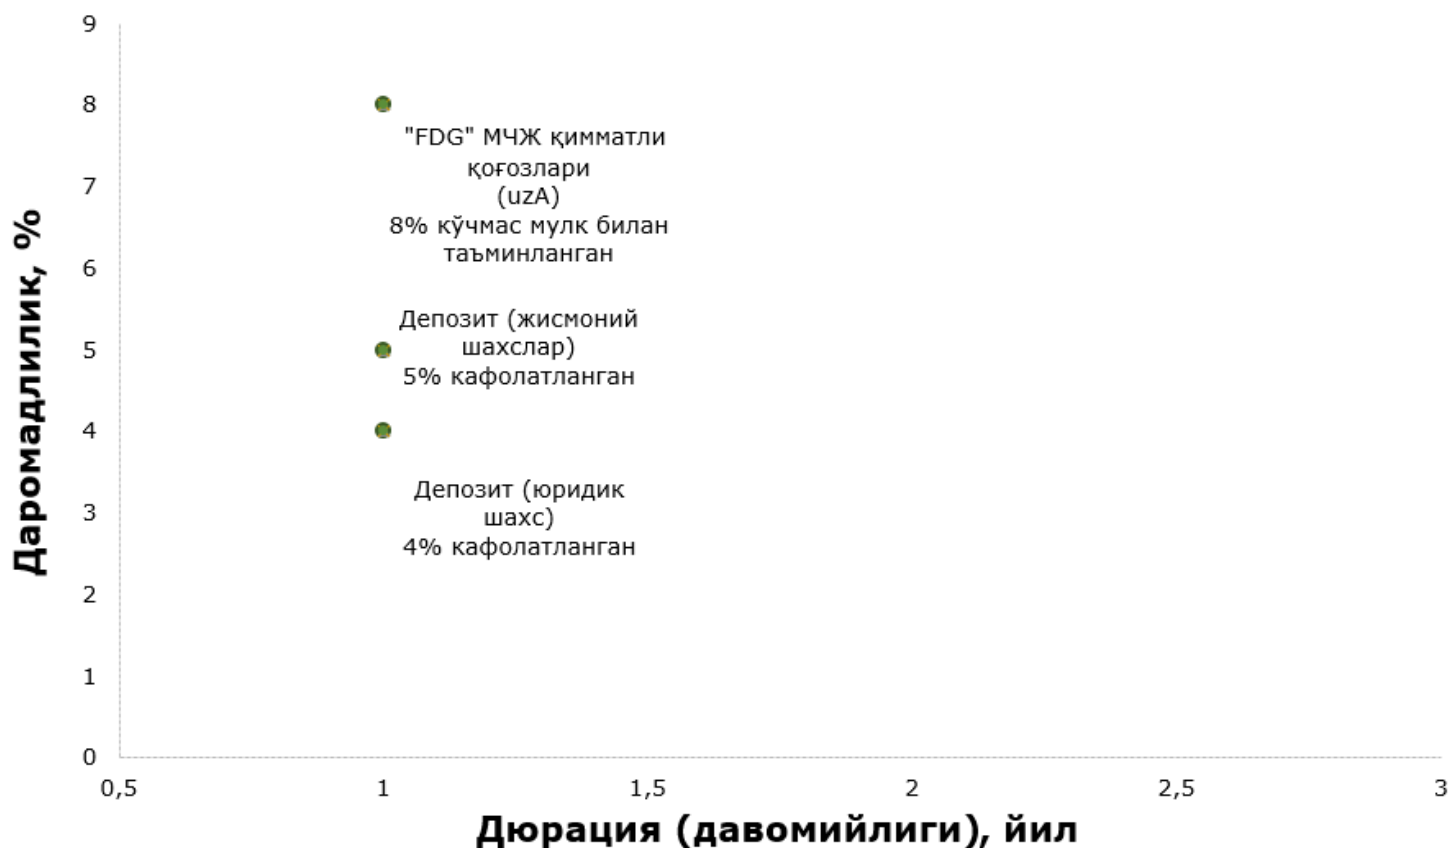 9
8
"FDG" МЧЖ қимматли
қоғозлари
(uzA)
8% кўчмас мулк билан
таъминланган
7
6
Депозит (жисмоний
шахслар)
5% кафолатланган
5
4
Депозит (юридик
шахс)
4% кафолатланган
3
2
1
0
Даромадлилик, %
0,5
1
1,5
2
2,5
3
Дюрация (давомийлиги), йил